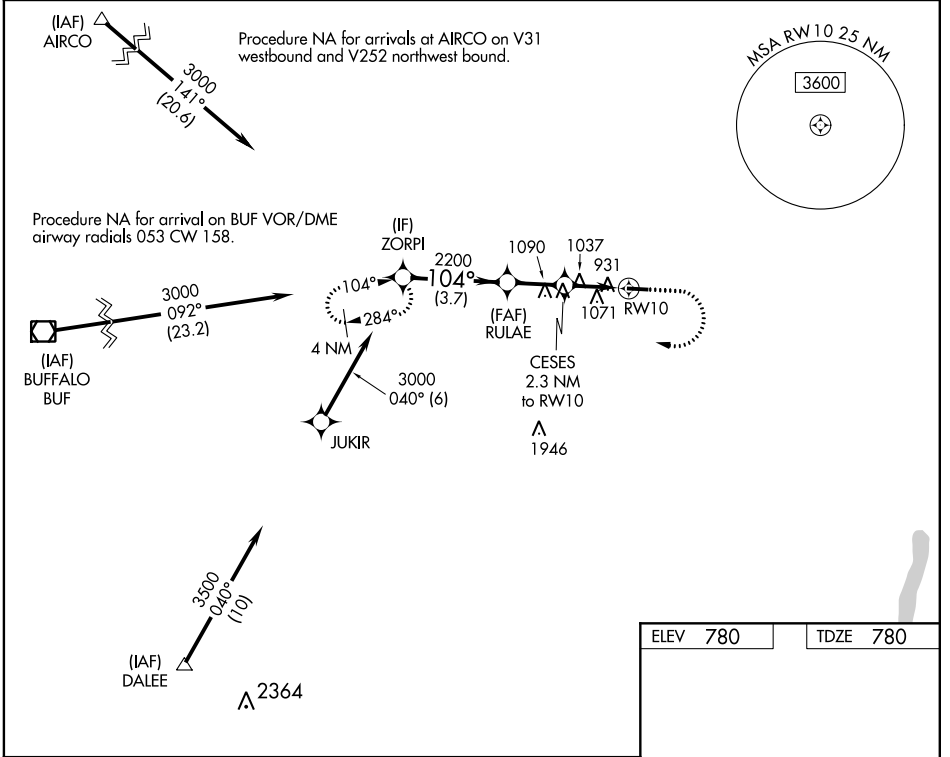 (IAF)
AIRCO
3000
141°
(20.6)
Procedure NA for arrivals at AIRCO on V31
westbound and V252 northwest bound.
MSA RW10 25 NM
3600
Procedure NA for arrival on BUF VOR/DME
airway radials 053 CW 158.
3000
092°
(23.2)
(IAF)
BUFFALO
BUF
(IF)
ZORPI
104°
284°
4 NM
2200
104°
(3.7)
(FAF)
RULAE
1090
1037
931
1071
RW10
CESES
2.3 NM
to RW10
1946
3000
040° (6)
JUKIR
3500
040°
(10)
(IAF)
DALEE
2364
ELEV 780
TDZE 780